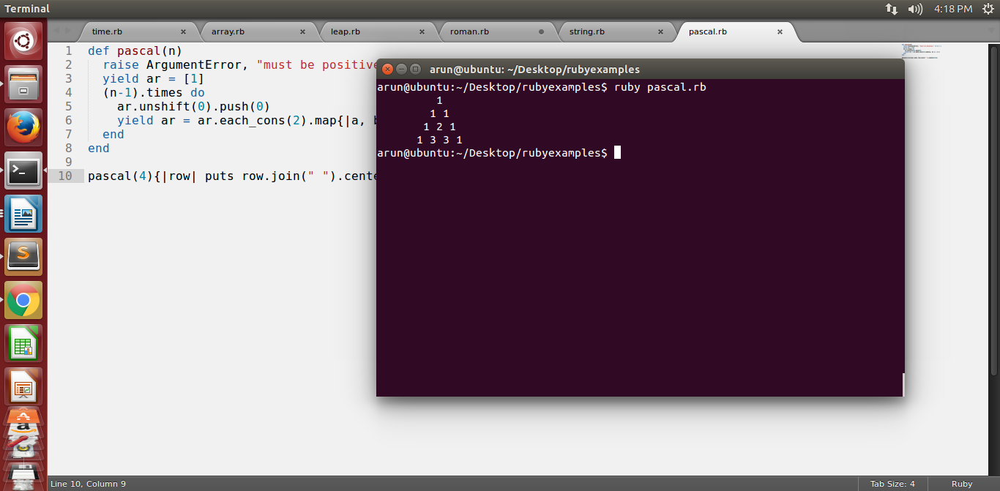 Terminal
4:18 PM
time.rb
array.rb
leap.rb
roman.rb
string.rb
pascal.rb
1 def pascal(n)
2 raise ArgumentError, "must be positive
3 yield ar = [1]
4 (n-1).times do
5 ar.unshift(0).push(0)
6 yield ar = ar.each_cons(2).map{|a,
7 end
8 end
9
10 pascal(4){|row| puts row.join(" ").cente
arun@ubuntu: ~/Desktop/rubyexamples
arun@ubuntu:~/Desktop/rubyexamples$ ruby pascal.rb
1
1 1
1 2 1
1 3 3 1
arun@ubuntu:~/Desktop/rubyexamples$
Line 10, Column 9
Tab Size: 4
Ruby